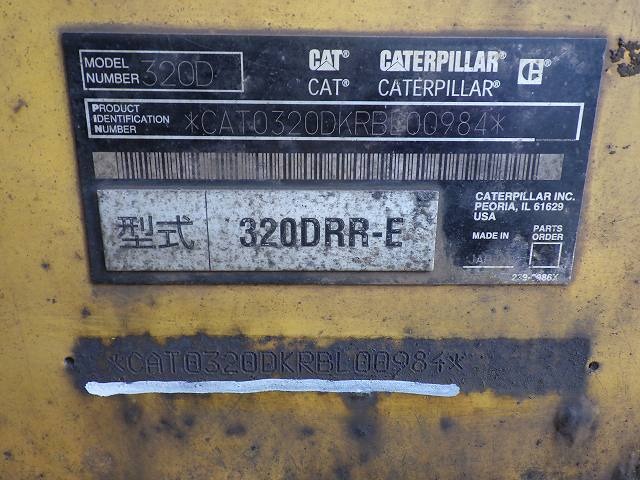 MODEL NUMBER 320D
CAT® CATERPILLAR® C
CAT® CATERPILLAR®
PRODUCT IDENTIFICATION NUMBER *CAT0320DKRBL00984*
CATERPILLAR INC.
PEORIA, IL 61629
USA
MADE IN
PARTS ORDER
型式 320DRR-E
*CAT0320DKRBL00984*